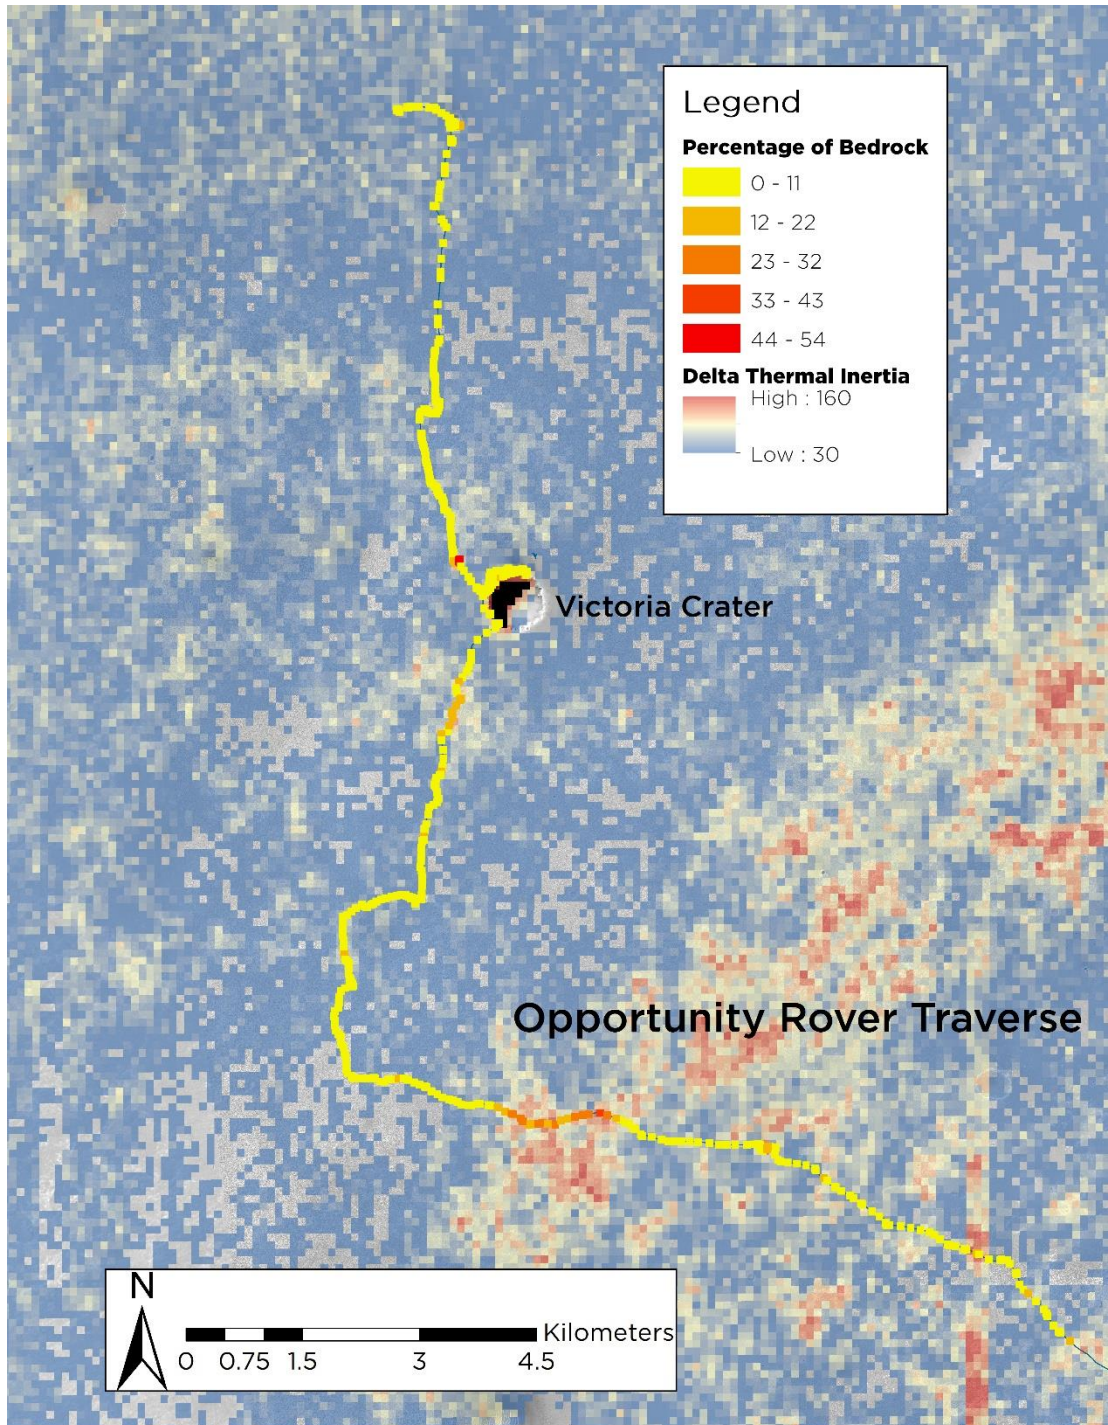 Legend
Percentage of Bedrock
0 - 11
12 - 22
23 - 32
33 - 43
44 - 54
Delta Thermal Inertia
High : 160
Low : 30
Victoria Crater
Opportunity Rover Traverse
N
Kilometers
0 0.75 1.5 3 4.5